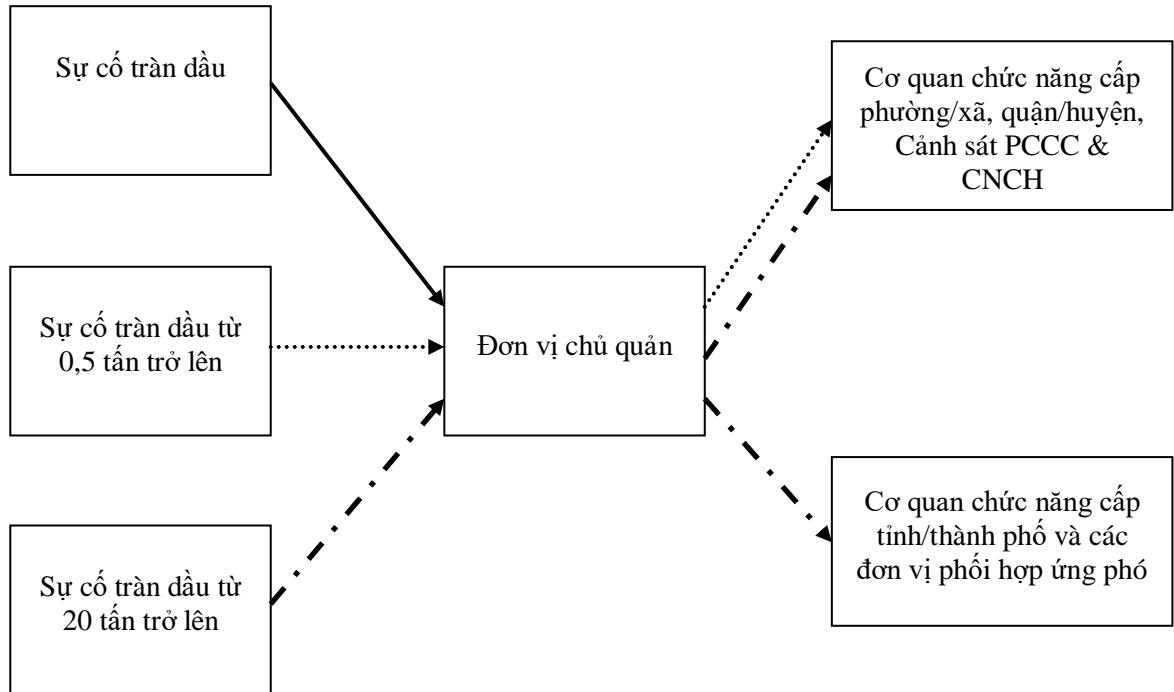 Sự cố tràn dầu
Cơ quan chức năng cấp
phường/xã, quận/huyện,
Cảnh sát PCCC &
CNCH
Sự cố tràn dầu từ
0,5 tấn trở lên
Đơn vị chủ quản
Cơ quan chức năng cấp
tỉnh/thành phố và các
đơn vị phối hợp ứng phó
Sự cố tràn dầu từ
20 tấn trở lên